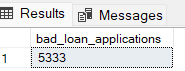 Results Messages
bad_loan_applications
1 5333